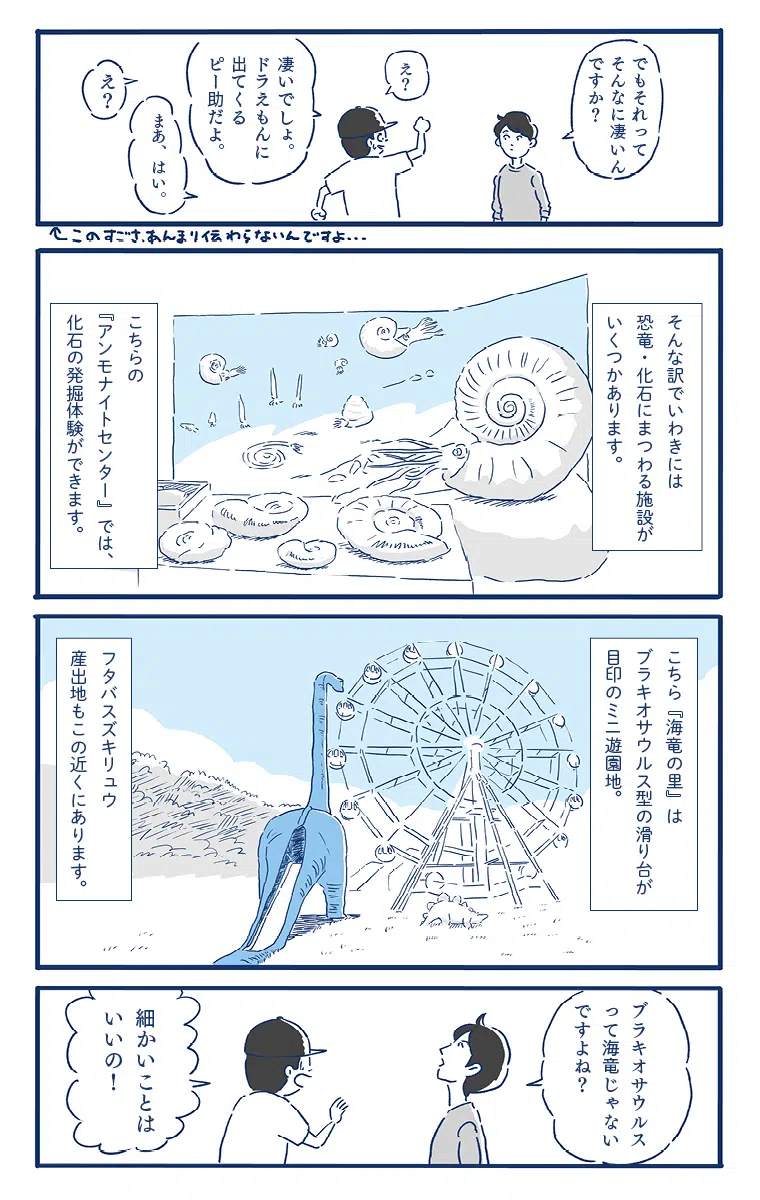 でもそれって
そんなに凄いん
ですか？
え？
凄いでしょ。
ドラえもんに
出てくる
ピー助だよ。
まあ、はい。
え？
↖このすごさ、あんまり伝わらないんですよ…
そんな訳でいわきには
恐竜・化石にまつわる施設が
いくつかあります。
こちらの
『アンモナイトセンター』では、
化石の発掘体験ができます。
こちら『海竜の里』は
ブラキオサウルス型の滑り台が
目印のミニ遊園地。
フタバスズキリュウ
産出地もこの近くにあります。
ブラキオサウルス
って海竜じゃない
ですよね？
細かいことは
いいの！